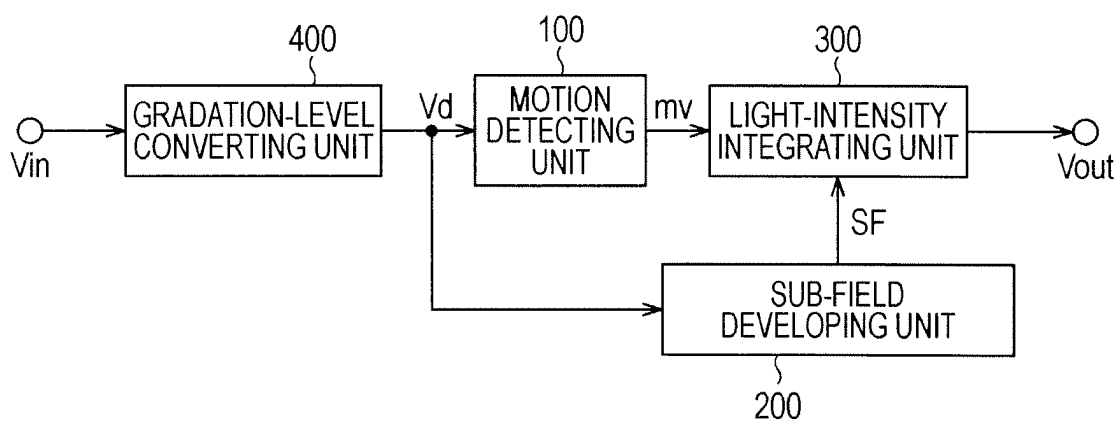 400
100
300
Vin
GRADATION-LEVEL
CONVERTING UNIT
Vd
MOTION
DETECTING
UNIT
mv
LIGHT-INTENSITY
INTEGRATING UNIT
Vout
SF
SUB-FIELD
DEVELOPING UNIT
200